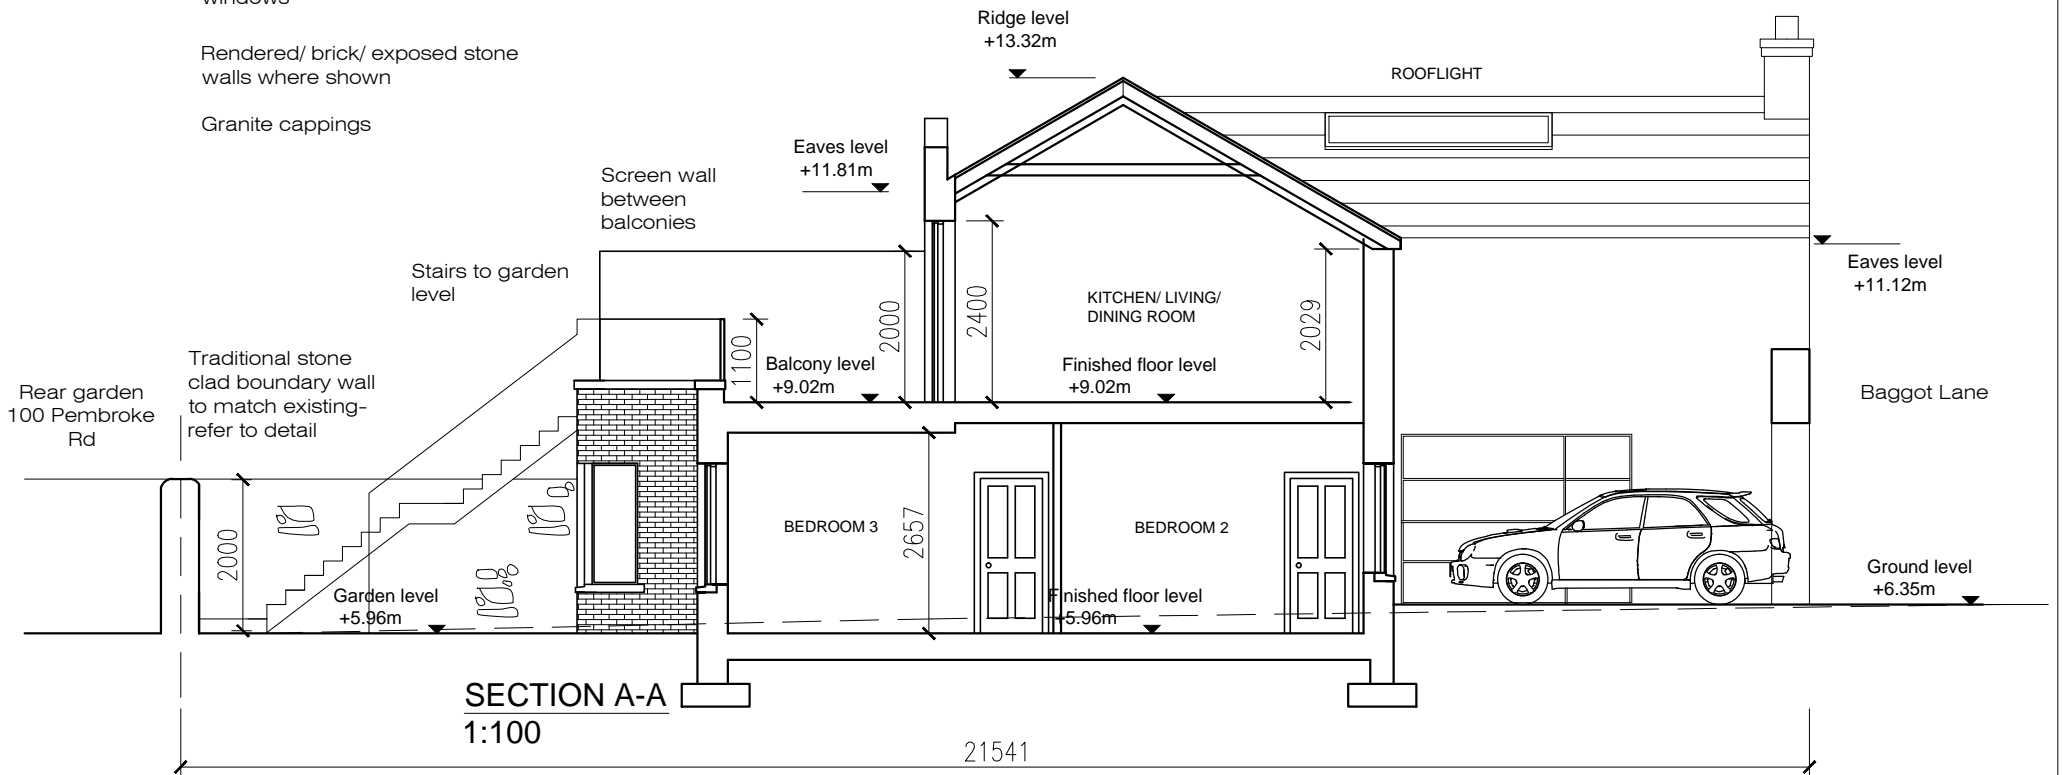 windows
Rendered/ brick/ exposed stone
walls where shown
Granite cappings
Ridge level
+13.32m
ROOFLIGHT
Eaves level
+11.81m
Screen wall
between
balconies
Stairs to garden
level
Eaves level
+11.12m
KITCHEN/ LIVING/
DINING ROOM
2000
2400
2029
1100
Balcony level
+9.02m
Finished floor level
+9.02m
Traditional stone
clad boundary wall
to match existing-
refer to detail
Rear garden
100 Pembroke
Rd
Baggot Lane
BEDROOM 3
2657
BEDROOM 2
2000
Garden level
+5.96m
Finished floor level
+5.96m
Ground level
+6.35m
SECTION A-A
1:100
21541